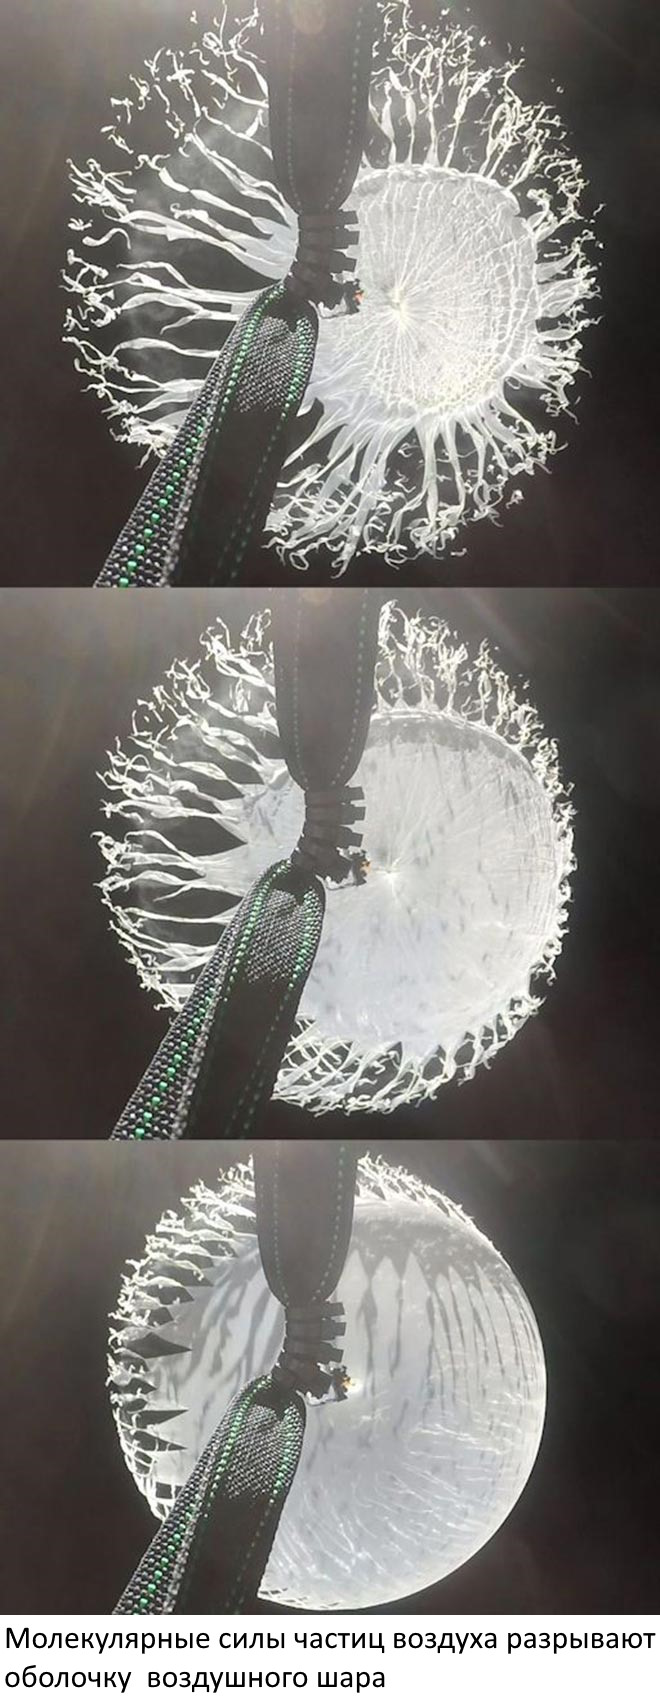 Молекулярные силы частиц воздуха разрывают
оболочку  воздушного шара